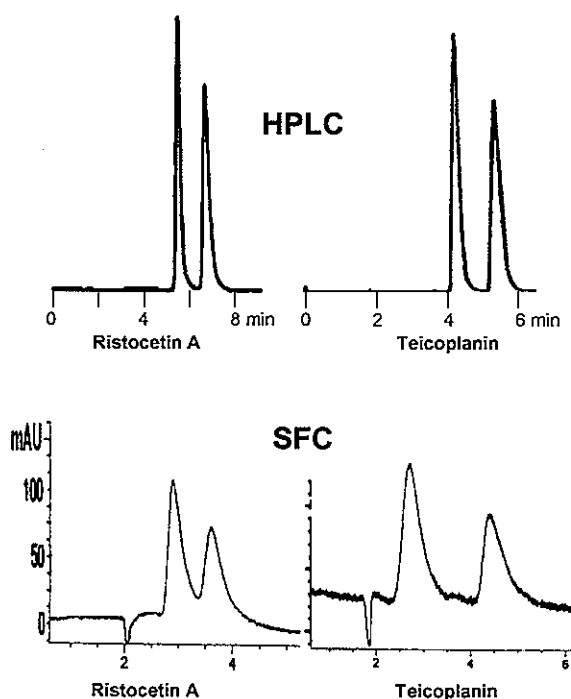 HPLC
0 4 8 min
Ristocetin A
0 2 4 6 min
Teicoplanin
SFC
mAU
100
50
0
2 4
Ristocetin A
2 4 6
Teicoplanin